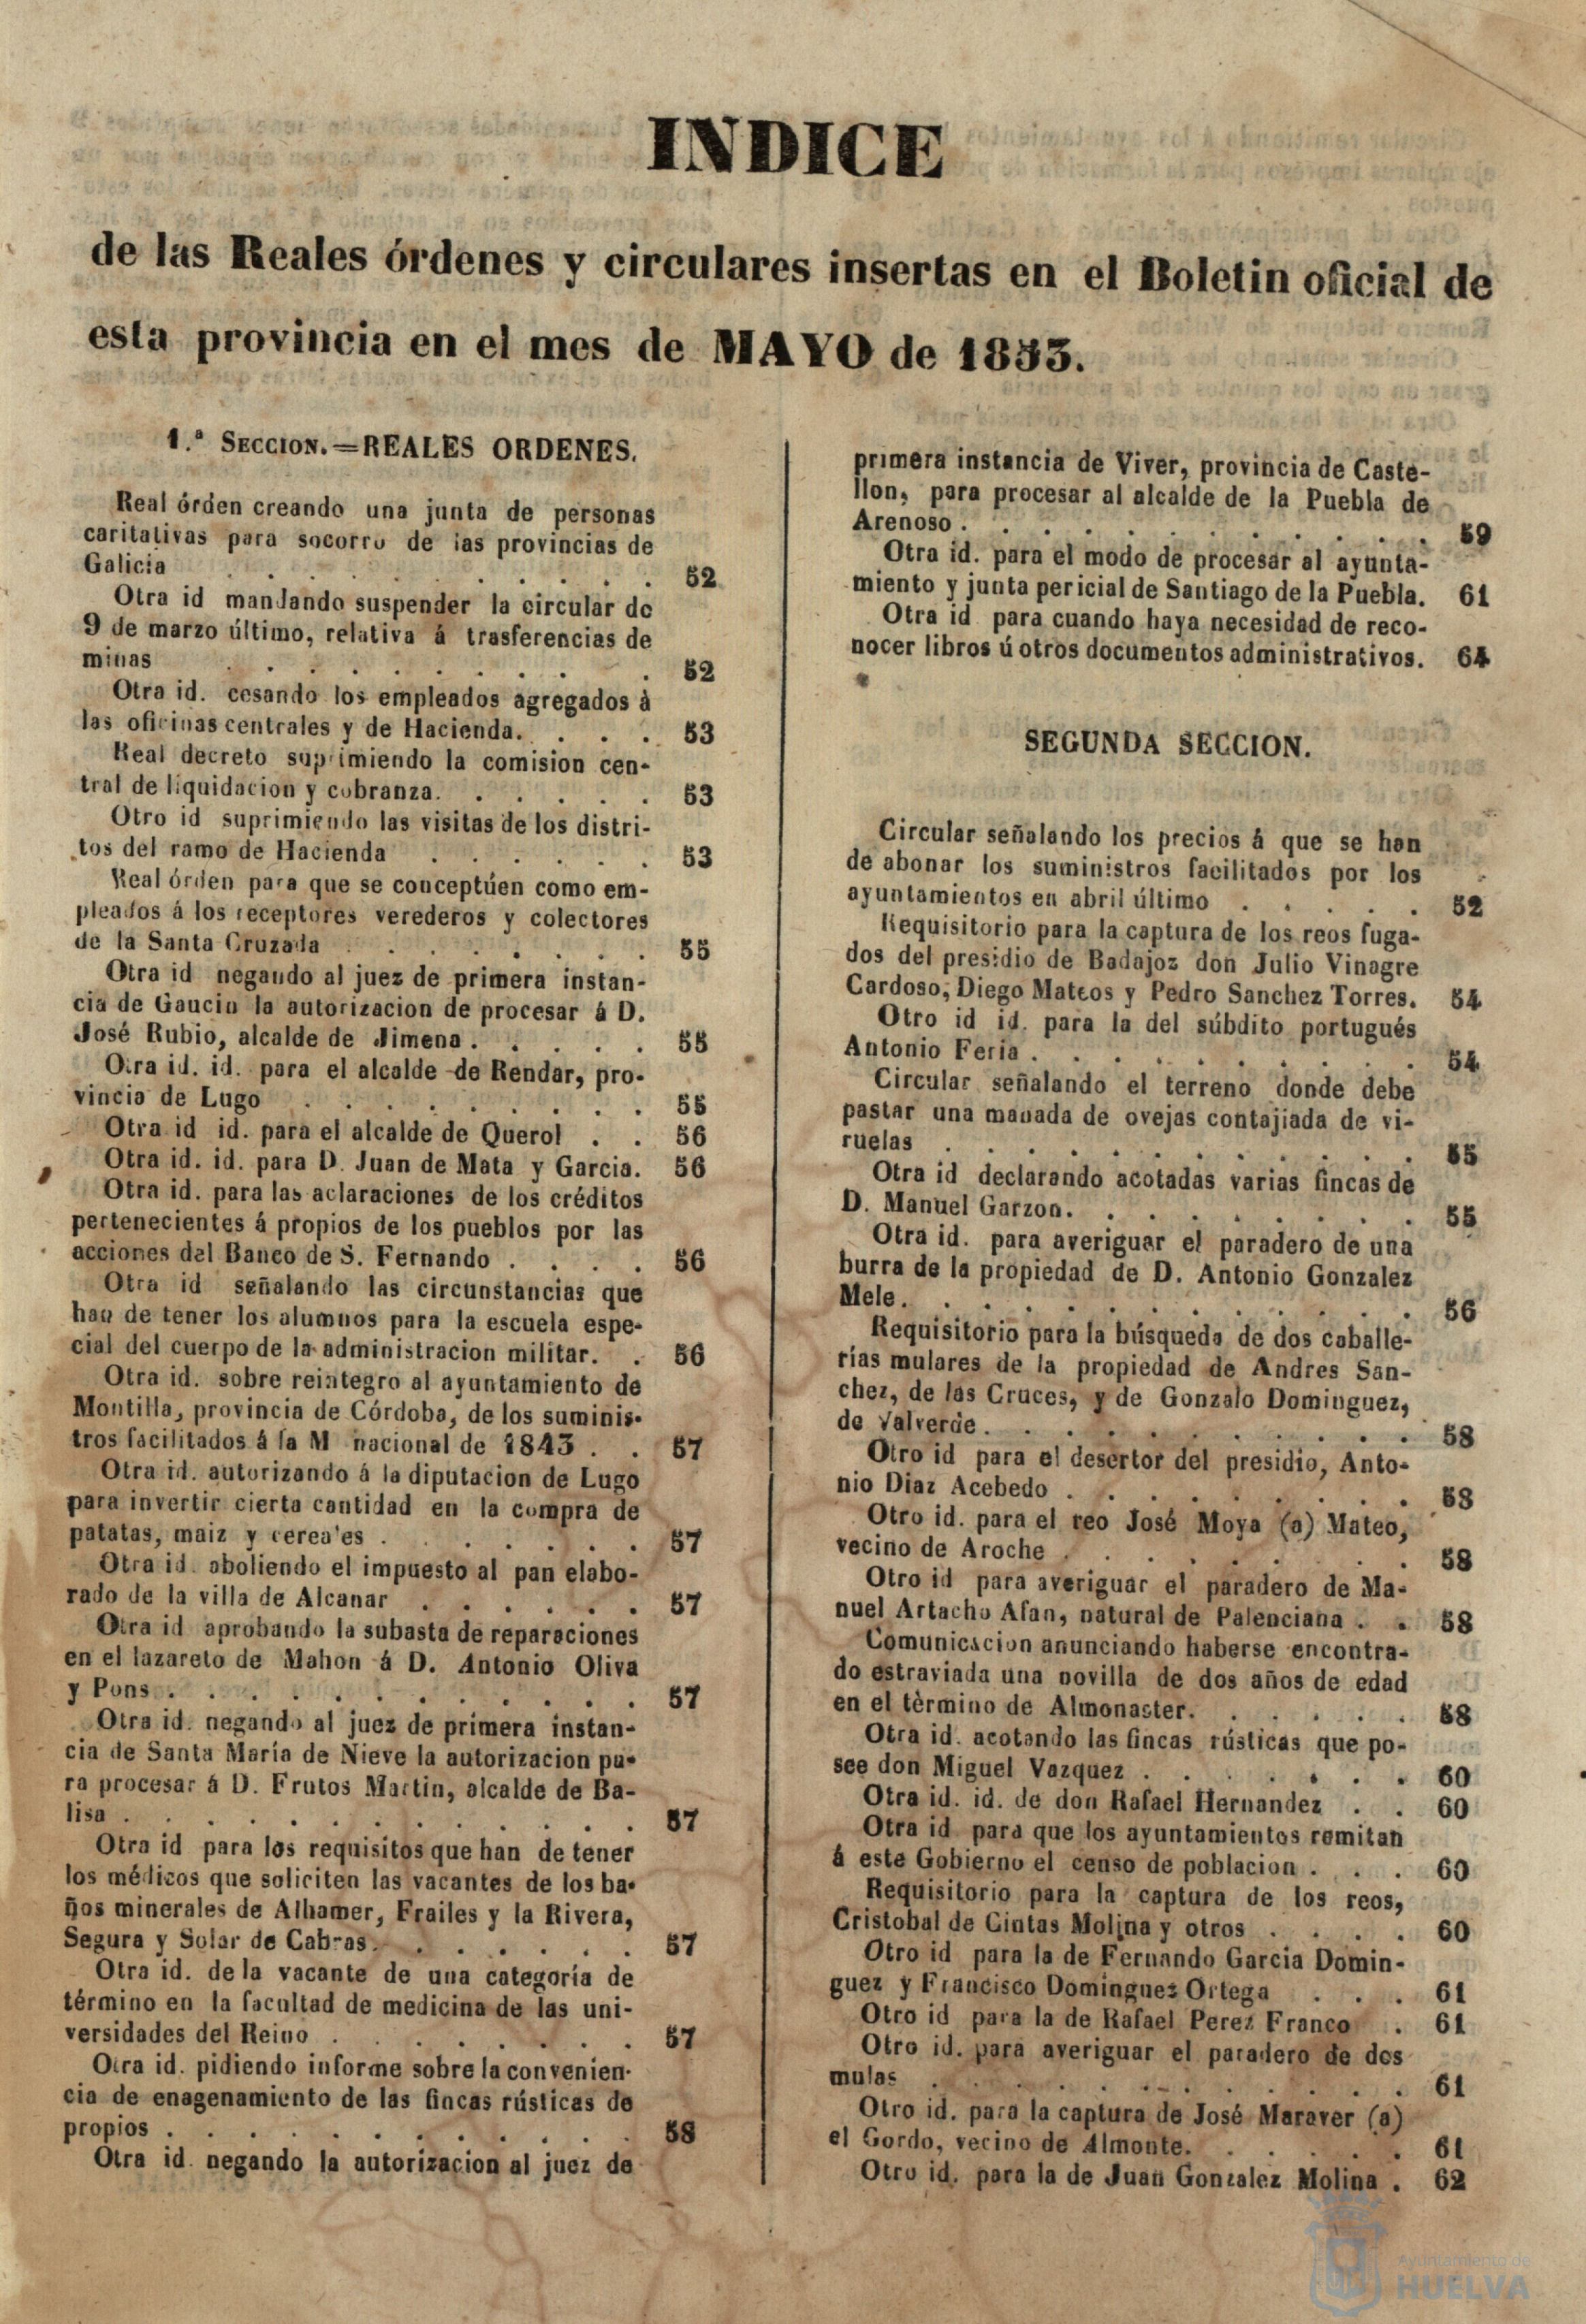 INDICE
de las Reales órdenes y circulares insertas en el Boletin oficial de
esta provincia en el mes de MAYO de 1853.
1.ª SECCION.=REALES ORDENES.
Real órden creando una junta de personas
caritativas para socorro de las provincias de
Galicia . . . . . . . . . . 52
Otra id mandando suspender la circular de
9 de marzo último, relativa á trasferencias de
minas . . . . . . . . . . 52
Otra id. cesando los empleados agregados à
las oficinas centrales y de Hacienda. . . . 53
Real decreto suprimiendo la comision cen-
tral de liquidacion y cobranza. . . . . . 53
Otro id suprimiendo las visitas de los distri-
tos del ramo de Hacienda . . . . . . 53
Real órden para que se conceptúen como em-
pleados á los receptores verederos y colectores
de la Santa Cruzada . . . . . . . . 55
Otra id negando al juez de primera instan-
cia de Gaucin la autorizacion de procesar á D.
José Rubio, alcalde de Jimena . . . . . 55
Otra id. id. para el alcalde de Rendar, pro-
vincia de Lugo . . . . . . . . . 55
Otra id id. para el alcalde de Querol . . 56
Otra id. id. para D. Juan de Mata y Garcia. 56
Otra id. para las aclaraciones de los créditos
pertenecientes á propios de los pueblos por las
acciones del Banco de S. Fernando . . . . 56
Otra id señalando las circunstancias que
han de tener los alumnos para la escuela espe-
cial del cuerpo de la administracion militar. . 56
Otra id. sobre reintegro al ayuntamiento de
Montilla, provincia de Córdoba, de los suminis-
tros facilitados á la M nacional de 1843 . . 57
Otra id. autorizando á la diputacion de Lugo
para invertir cierta cantidad en la compra de
patatas, maiz y cereales . . . . . . . 57
Otra id. aboliendo el impuesto al pan elabo-
rado de la villa de Alcanar . . . . . . 57
Otra id aprobando la subasta de reparaciones
en el lazareto de Mahon á D. Antonio Oliva
y Pons . . . . . . . . . . . . 57
Otra id. negando al juez de primera instan-
cia de Santa María de Nieve la autorizacion pa-
ra procesar á D. Frutos Martin, alcalde de Ba-
lisa . . . . . . . . . . . . . 57
Otra id para los requisitos que han de tener
los médicos que soliciten las vacantes de los ba-
ños minerales de Alhamer, Frailes y la Rivera,
Segura y Solar de Cabras. . . . . . . 57
Otra id. de la vacante de una categoría de
término en la facultad de medicina de las uni-
versidades del Reino . . . . . . . . 57
Otra id. pidiendo informe sobre la convenien-
cia de enagenamiento de las fincas rústicas de
propios . . . . . . . . . . . . 58
Otra id. negando la autorizacion al juez de
primera instancia de Viver, provincia de Caste-
llon, para procesar al alcalde de la Puebla de
Arenoso . . . . . . . . . . . 59
Otra id. para el modo de procesar al ayunta-
miento y junta pericial de Santiago de la Puebla. 61
Otra id para cuando haya necesidad de reco-
nocer libros ú otros documentos administrativos. 64
SEGUNDA SECCION.
Circular señalando los precios á que se han
de abonar los suministros facilitados por los
ayuntamientos en abril último . . . . . 52
Requisitorio para la captura de los reos fuga-
dos del presidio de Badajoz don Julio Vinagre
Cardoso, Diego Mateos y Pedro Sanchez Torres. 54
Otro id id. para la del súbdito portugués
Antonio Feria . . . . . . . . . . 54
Circular señalando el terreno donde debe
pastar una manada de ovejas contajiada de vi-
ruelas . . . . . . . . . . . . 55
Otra id declarando acotadas varias fincas de
D. Manuel Garzon. . . . . . . . . 55
Otra id. para averiguar el paradero de una
burra de la propiedad de D. Antonio Gonzalez
Mele. . . . . . . . . . . . . 56
Requisitorio para la búsqueda de dos caballe-
rías mulares de la propiedad de Andres San-
chez, de las Cruces, y de Gonzalo Dominguez,
de Valverde. . . . . . . . . . . 58
Otro id para el desertor del presidio, Anto-
nio Diaz Acebedo . . . . . . . . . 58
Otro id. para el reo José Moya (a) Mateo,
vecino de Aroche . . . . . . . . . 58
Otro id para averiguar el paradero de Ma-
nuel Artacho Afan, natural de Palenciana . . 58
Comunicacion anunciando haberse encontra-
do estraviada una novilla de dos años de edad
en el tèrmino de Almonaster. . . . . . 58
Otra id. acotando las fincas rústicas que po-
see don Miguel Vazquez . . . . . . . 60
Otra id. id. de don Rafael Hernandez . . 60
Otra id para que los ayuntamientos remitan
á este Gobierno el censo de poblacion . . . 60
Requisitorio para la captura de los reos,
Cristobal de Cintas Molina y otros . . . . 60
Otro id para la de Fernando Garcia Domin-
guez y Francisco Dominguez Ortega . . . 61
Otro id para la de Rafael Perez Franco . 61
Otro id. para averiguar el paradero de dos
mulas . . . . . . . . . . . . 61
Otro id. para la captura de José Maraver (a)
el Gordo, vecino de Almonte. . . . . . 61
Otro id. para la de Juan Gonzalez Molina . 62
Ayuntamiento de
HUELVA